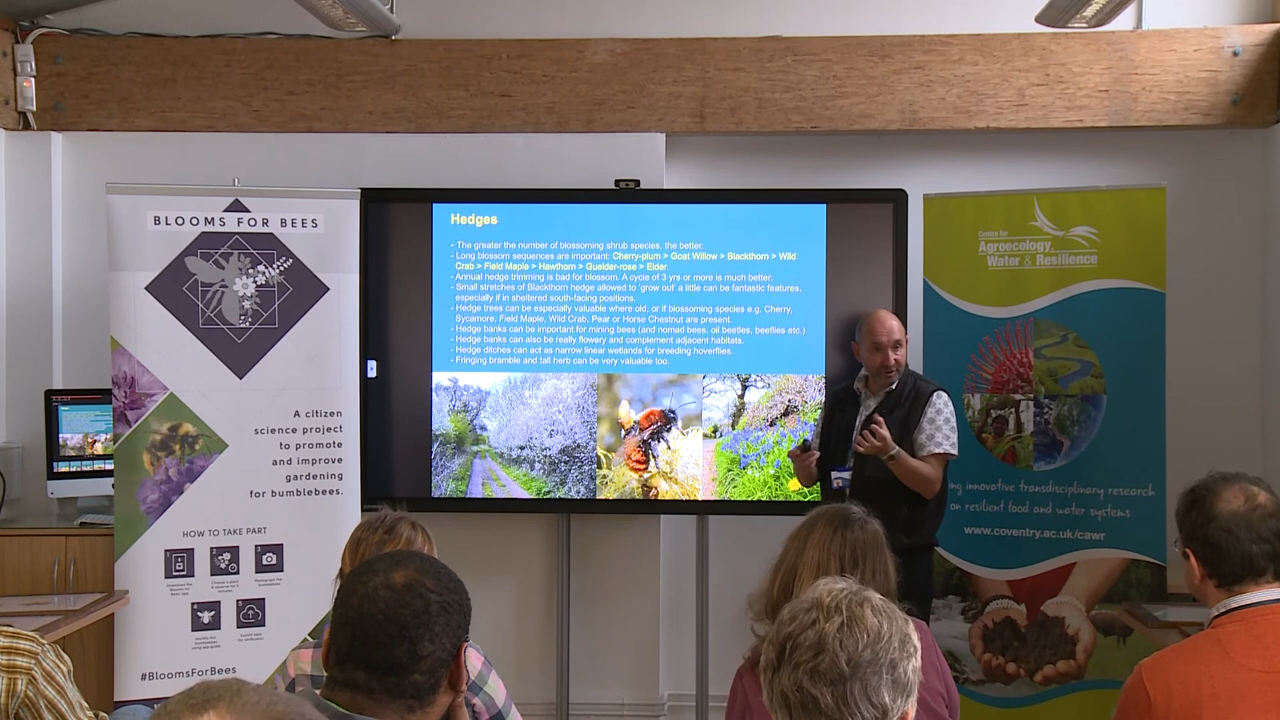 BLOOMS FOR BEES
A citizen
science project
to promote
and improve
gardening
for bumblebees.
HOW TO TAKE PART
#BloomsForBees
Hedges
- The greater the number of blossoming shrub species, the better.
- Long blossom sequences are important: Cherry-plum > Goat Willow > Blackthorn > Wild
Crab > Field Maple > Hawthorn > Guelder-rose > Elder.
- Annual hedge trimming is bad for blossom. A cycle of 3 yrs or more is much better.
- Small stretches of Blackthorn hedge allowed to 'grow out' a little can be fantastic features,
especially if in sheltered south-facing positions.
- Hedge trees can be especially valuable where old, or if blossoming species e.g. Cherry,
Sycamore, Field Maple, Wild Crab, Pear or Horse Chestnut are present.
- Hedge banks can be important for mining bees (and nomad bees, oil beetles, beeflies etc.)
- Hedge banks can also be really flowery and complement adjacent habitats.
- Hedge ditches can act as narrow linear wetlands for breeding hoverflies.
- Fringing bramble and tall herb can be very valuable too.
Centre for
Agroecology,
Water & Resilience
ing innovative transdisciplinary research
on resilient food and water systems
www.coventry.ac.uk/cawr